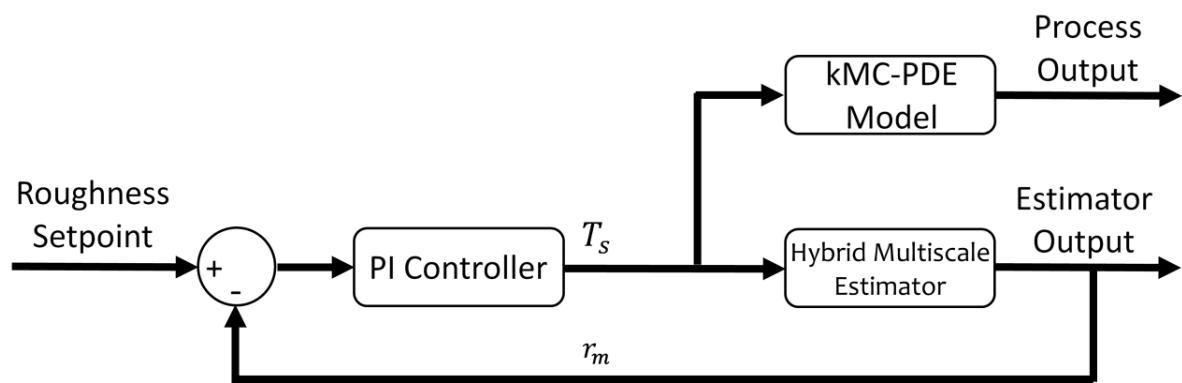 Process
Output
kMC-PDE
Model
Roughness
Setpoint
+
-
PI Controller
T_s
Hybrid Multiscale
Estimator
Estimator
Output
r_m